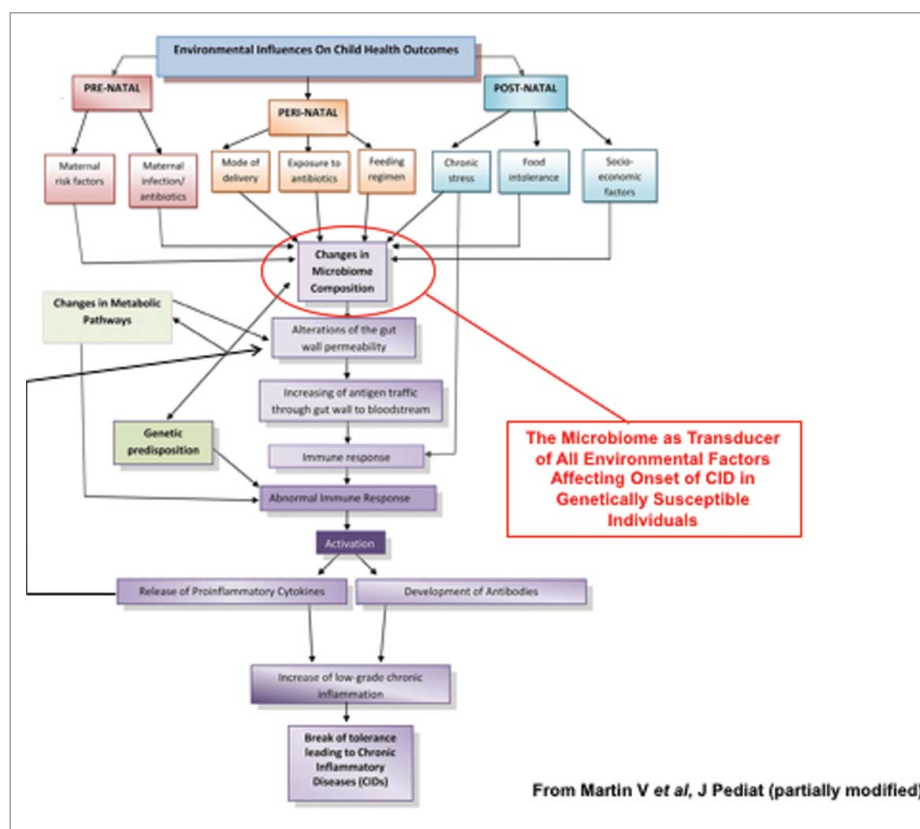 Environmental Influences On Child Health Outcomes
PRE-NATAL
PERI-NATAL
POST-NATAL
Maternal
risk factors
Maternal
infection/
antibiotics
Mode of
delivery
Exposure to
antibiotics
Feeding
regimen
Chronic
stress
Food
intolerance
Socio-
economic
factors
Changes in
Microbiome
Composition
Changes in Metabolic
Pathways
Alterations of the gut
wall permeability
Increasing of antigen traffic
through gut wall to bloodstream
Genetic
predisposition
Immune response
Abnormal Immune Response
The Microbiome as Transducer
of All Environmental Factors
Affecting Onset of CID in
Genetically Susceptible
Individuals
Activation
Release of Proinflammatory Cytokines
Development of Antibodies
Increase of low-grade chronic
inflammation
Break of tolerance
leading to Chronic
Inflammatory
Diseases (CIDs)
From Martin V et al, J Pediat (partially modified)